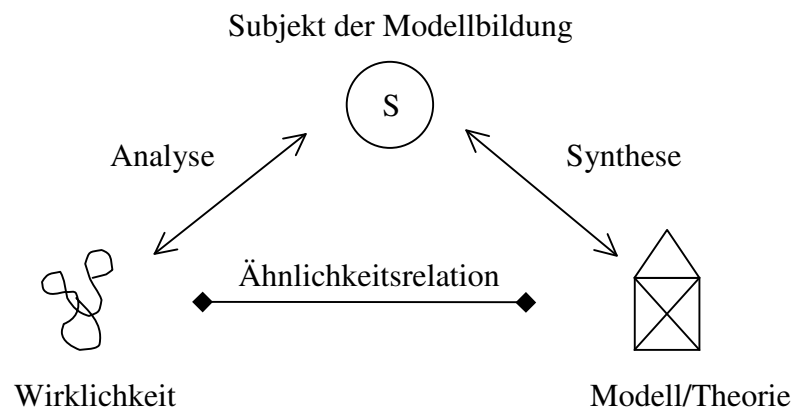 Subjekt der Modellbildung
S
Analyse
Synthese
Ähnlichkeitsrelation
Wirklichkeit
Modell/Theorie